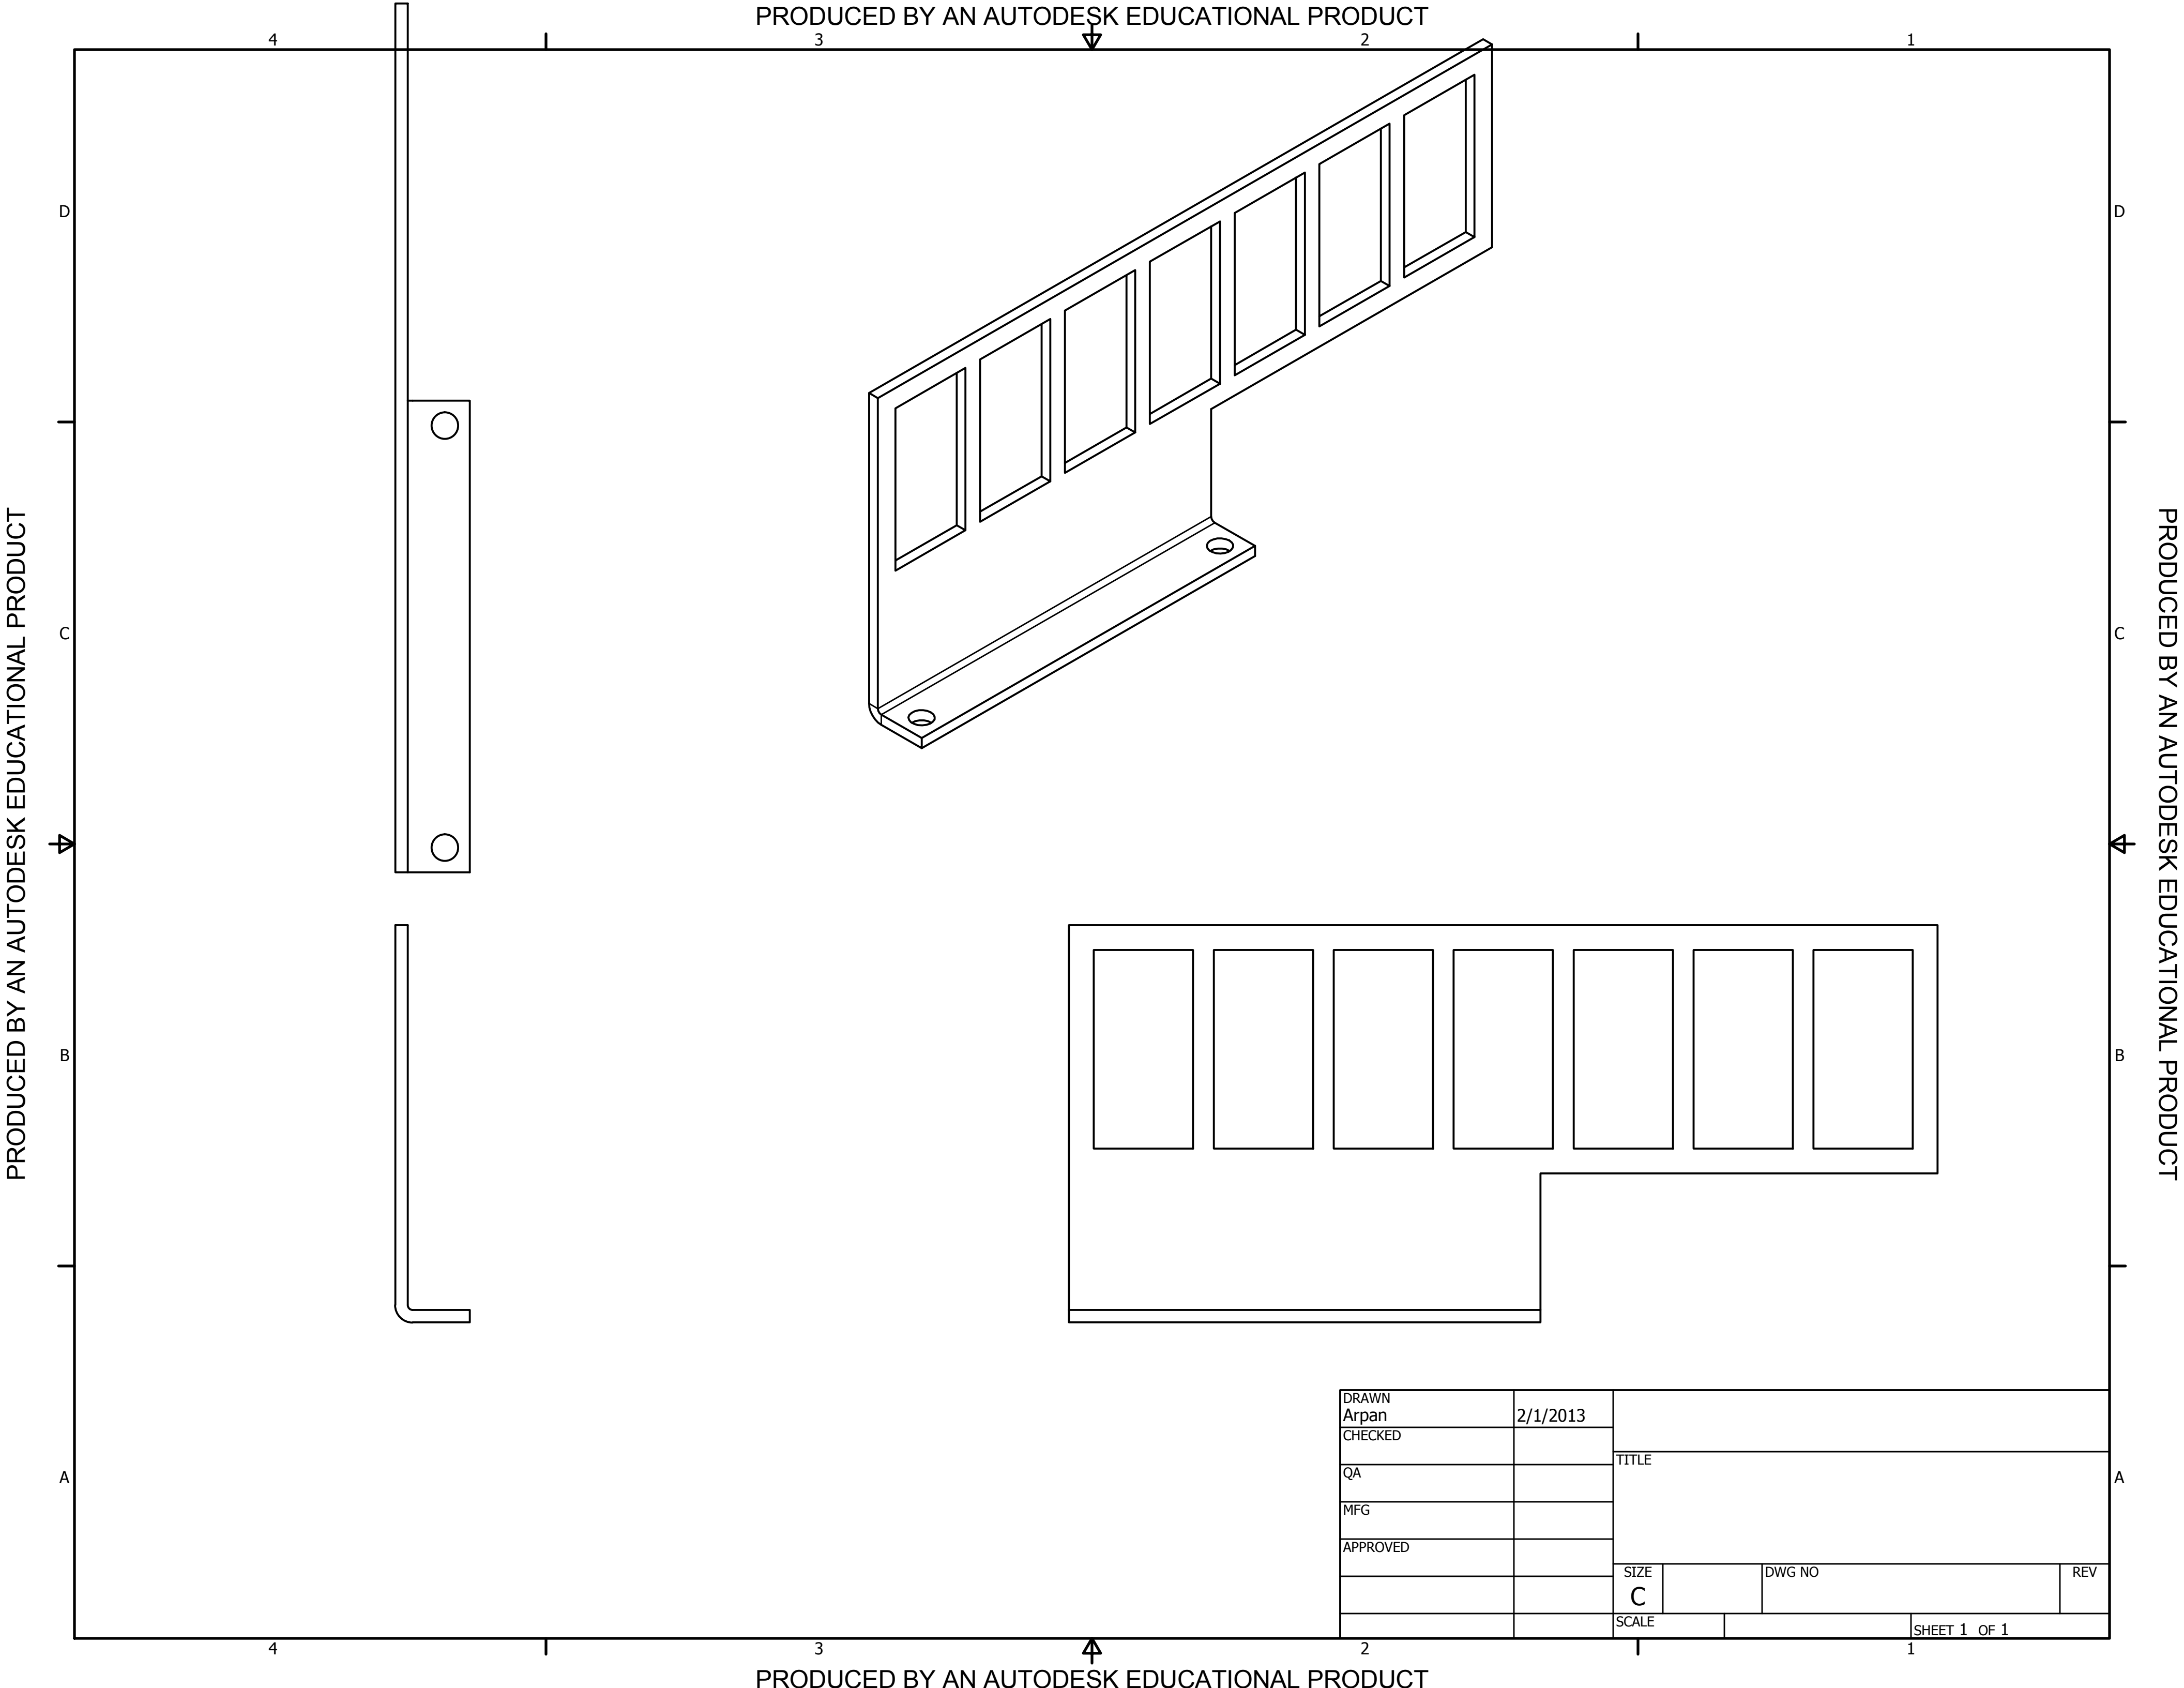 PRODUCED BY AN AUTODESK EDUCATIONAL PRODUCT
4 3 2 1
D D
C C
PRODUCED BY AN AUTODESK EDUCATIONAL PRODUCT
PRODUCED BY AN AUTODESK EDUCATIONAL PRODUCT
B B
A A
DRAWN
Arpan 2/1/2013
CHECKED
TITLE
QA
MFG
APPROVED
SIZE DWG NO REV
C
SCALE SHEET 1 OF 1
4 3 2 1
PRODUCED BY AN AUTODESK EDUCATIONAL PRODUCT